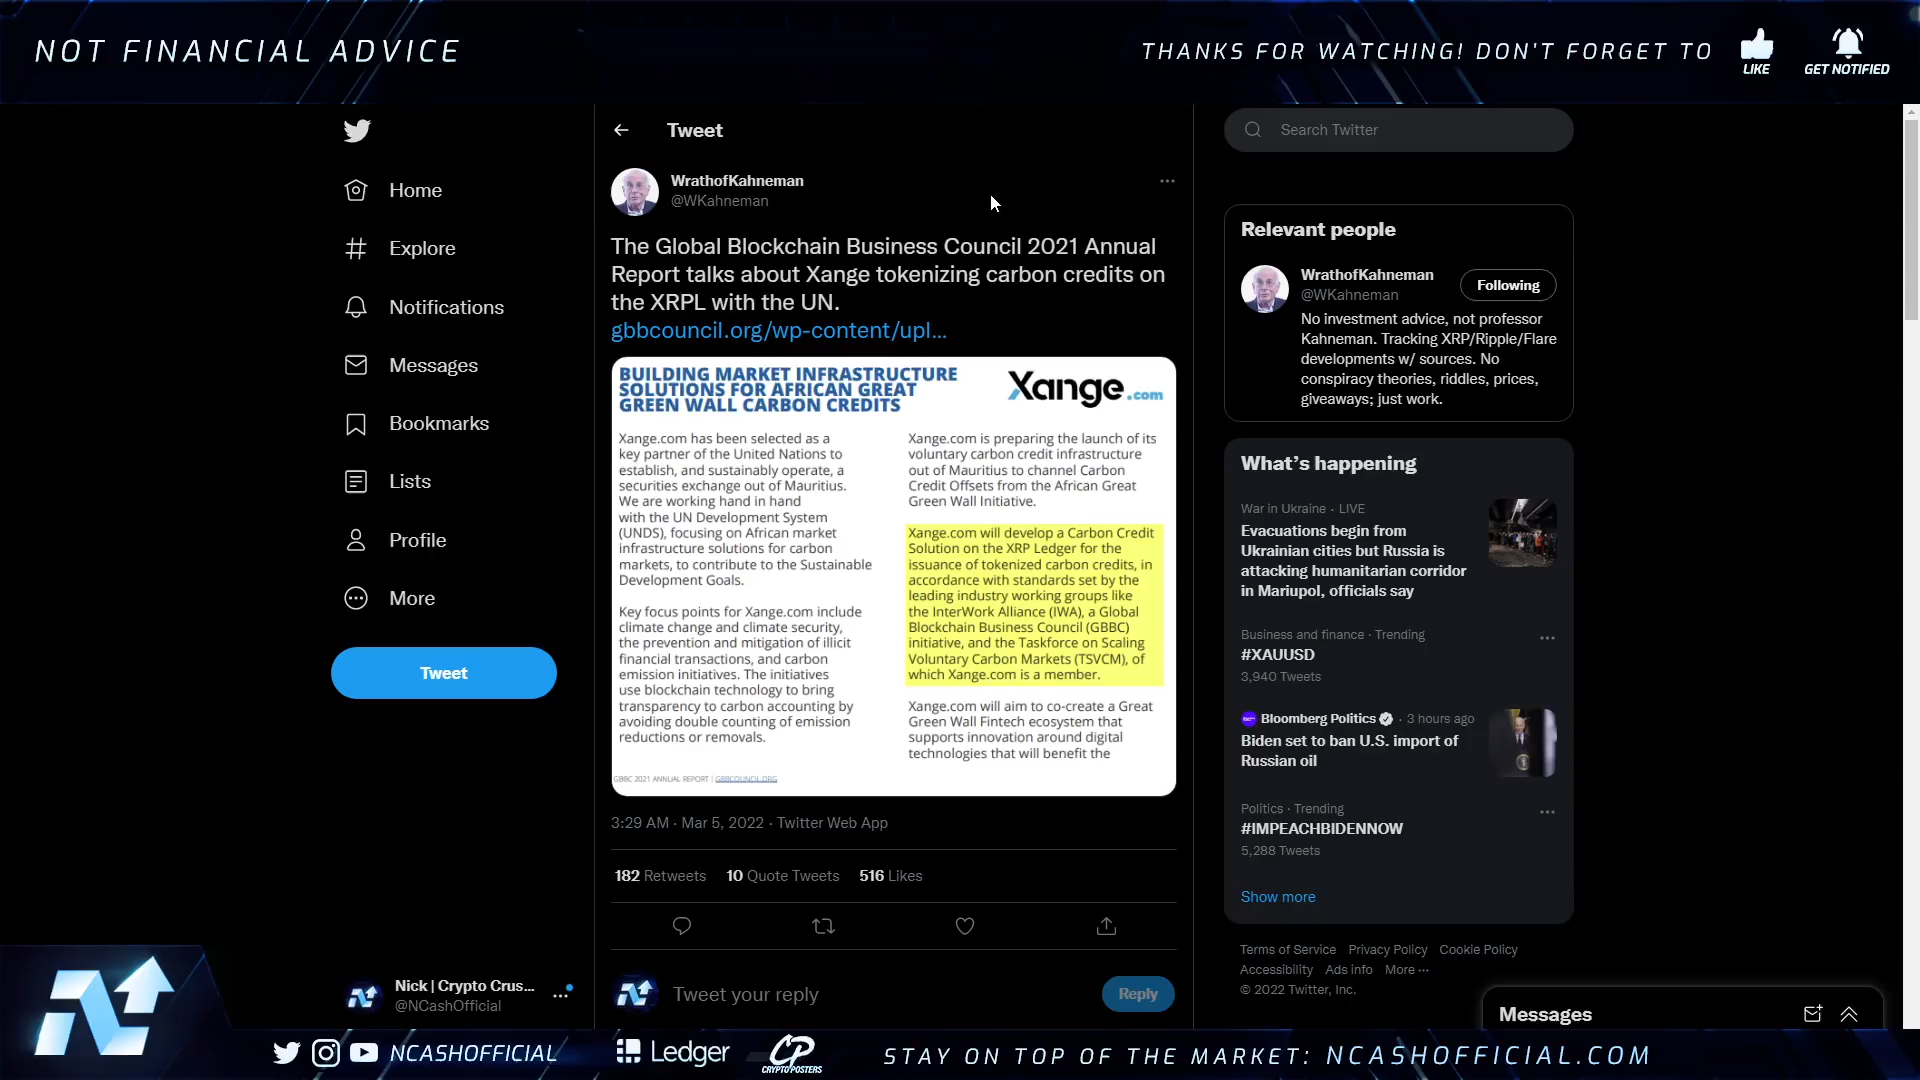 NOT FINANCIAL ADVICE
THANKS FOR WATCHING! DON'T FORGET TO
LIKE
GET NOTIFIED
Home
Explore
Notifications
Messages
Bookmarks
Lists
Profile
More
Tweet
Nick | Crypto Crus...
@NCashOfficial
Tweet
WrathofKahneman
@WKahneman
The Global Blockchain Business Council 2021 Annual
Report talks about Xange tokenizing carbon credits on
the XRPL with the UN.
gbbcouncil.org/wp-content/upl...
BUILDING MARKET INFRASTRUCTURE
SOLUTIONS FOR AFRICAN GREAT
GREEN WALL CARBON CREDITS
Xange.com
Xange.com has been selected as a
key partner of the United Nations to
establish, and sustainably operate, a
securities exchange out of Mauritius.
We are working hand in hand
with the UN Development System
(UNDS), focusing on African market
infrastructure solutions for carbon
markets, to contribute to the Sustainable
Development Goals.
Key focus points for Xange.com include
climate change and climate security,
the prevention and mitigation of illicit
financial transactions, and carbon
emission initiatives. The initiatives
use blockchain technology to bring
transparency to carbon accounting by
avoiding double counting of emission
reductions or removals.
GBBC 2021 ANNUAL REPORT | GBBCOUNCIL.ORG
Xange.com is preparing the launch of its
voluntary carbon credit infrastructure
out of Mauritius to channel Carbon
Credit Offsets from the African Great
Green Wall Initiative.
Xange.com will develop a Carbon Credit
Solution on the XRP Ledger for the
issuance of tokenized carbon credits, in
accordance with standards set by the
leading industry working groups like
the InterWork Alliance (IWA), a Global
Blockchain Business Council (GBBC)
initiative, and the Taskforce on Scaling
Voluntary Carbon Markets (TSVCM), of
which Xange.com is a member.
Xange.com will aim to co-create a Great
Green Wall Fintech ecosystem that
supports innovation around digital
technologies that will benefit the
3:29 AM · Mar 5, 2022 · Twitter Web App
182 Retweets 10 Quote Tweets 516 Likes
Tweet your reply
Reply
Search Twitter
Relevant people
WrathofKahneman
@WKahneman
Following
No investment advice, not professor
Kahneman. Tracking XRP/Ripple/Flare
developments w/ sources. No
conspiracy theories, riddles, prices,
giveaways; just work.
What's happening
War in Ukraine · LIVE
Evacuations begin from
Ukrainian cities but Russia is
attacking humanitarian corridor
in Mariupol, officials say
Business and finance · Trending
#XAUUSD
3,940 Tweets
Bloomberg Politics · 3 hours ago
Biden set to ban U.S. import of
Russian oil
Politics · Trending
#IMPEACHBIDENNOW
5,288 Tweets
Show more
Terms of Service Privacy Policy Cookie Policy
Accessibility Ads info More ···
© 2022 Twitter, Inc.
Messages
NCASHOFFICIAL
Ledger
CP
CRYPTOPOSTERS
STAY ON TOP OF THE MARKET: NCASHOFFICIAL.COM